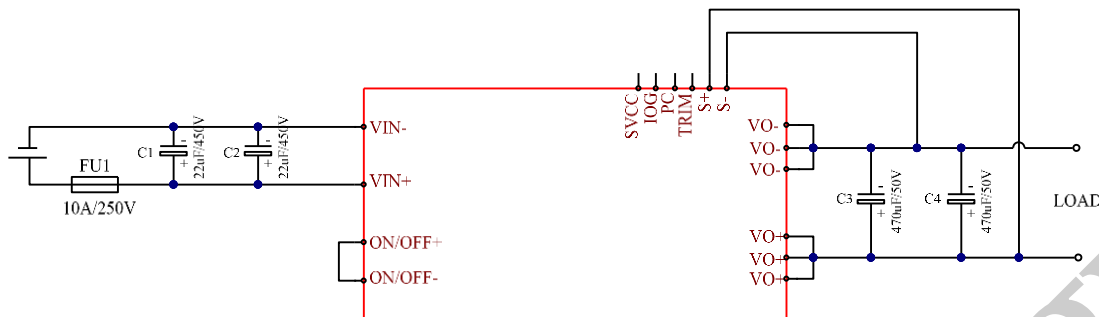 SVCC
IOG
PC
TRIM
S+
S-
VIN-
C1
-
+
22uF/450V
C2
-
+
22uF/450V
FU1
10A/250V
VIN+
ON/OFF+
ON/OFF-
VO-
VO-
VO-
C3
-
+
470uF/50V
C4
-
+
470uF/50V
LOAD
VO+
VO+
VO+